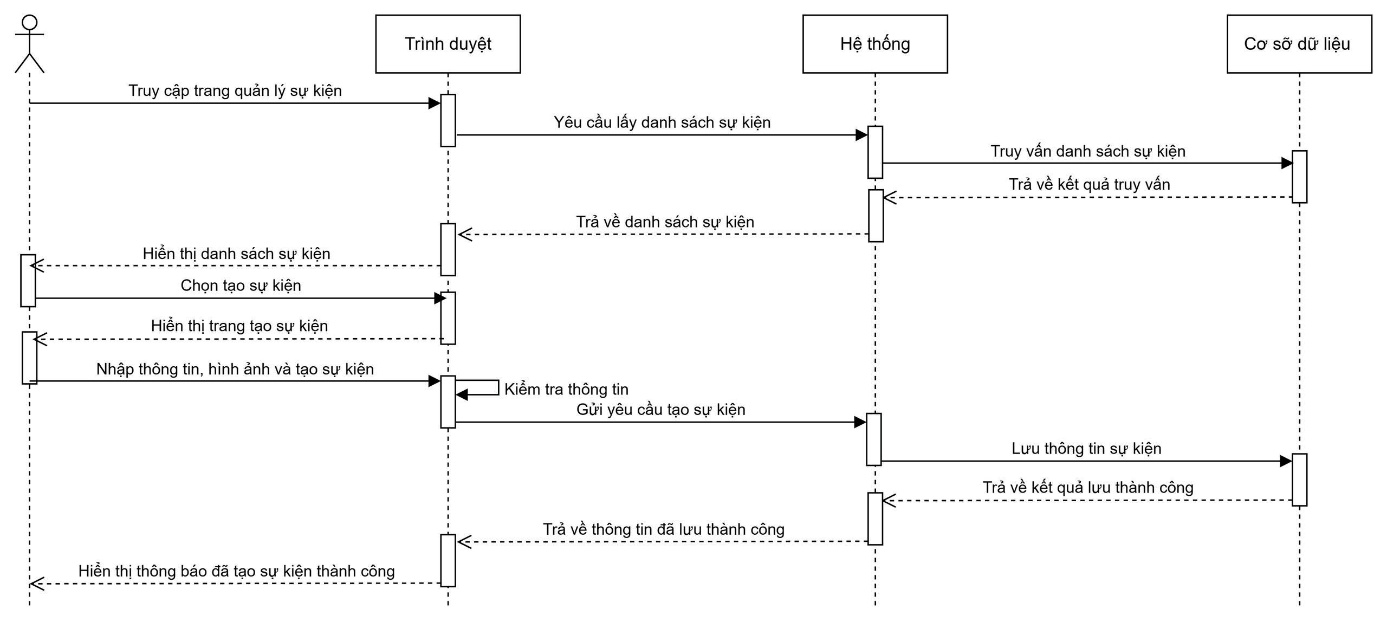 Trình duyệt
Hệ thống
Cơ sỡ dữ liệu
Truy cập trang quản lý sự kiện
Yêu cầu lấy danh sách sự kiện
Truy vấn danh sách sự kiện
Trả về kết quả truy vấn
Trả về danh sách sự kiện
Hiển thị danh sách sự kiện
Chọn tạo sự kiện
Hiển thị trang tạo sự kiện
Nhập thông tin, hình ảnh và tạo sự kiện
Kiểm tra thông tin
Gửi yêu cầu tạo sự kiện
Lưu thông tin sự kiện
Trả về kết quả lưu thành công
Trả về thông tin đã lưu thành công
Hiển thị thông báo đã tạo sự kiện thành công